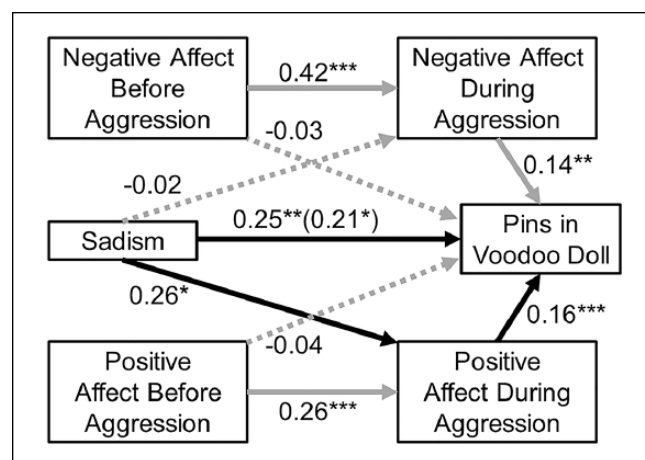 Negative Affect
Before
Aggression
0.42***
Negative Affect
During
Aggression
-0.03
-0.02
0.14**
Sadism
0.25**(0.21*)
Pins in
Voodoo Doll
0.26*
-0.04
0.16***
Positive
Affect Before
Aggression
0.26***
Positive
Affect During
Aggression